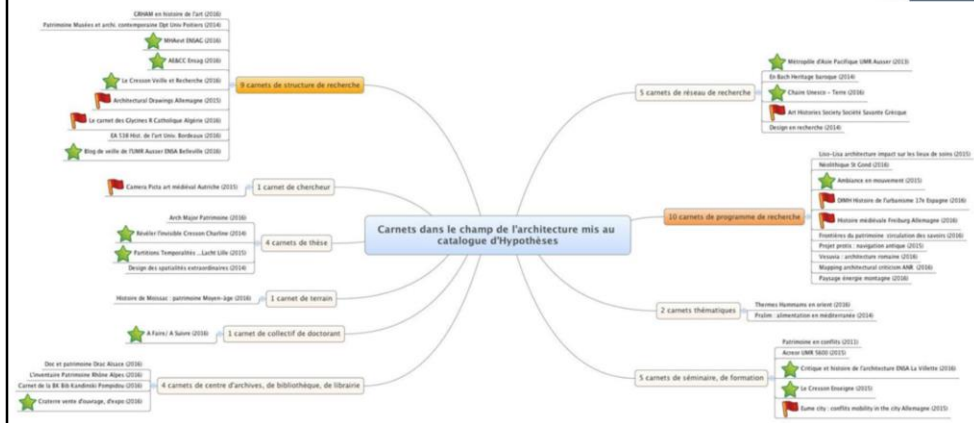 GRHAM en histoire de l'art (2016)
Patrimoine Musées et archi. contemporaine Dpt Univ Poitiers (2014)
MHAevt ENSAG (2016)
AE&CC Ensag (2016)
Le Cresson Veille et Recherche (2016)
Architectural Drawings Allemagne (2015)
Le carnet des Glycines R Catholique Algérie (2016)
EA 538 Hist. de l'art Univ. Bordeaux (2016)
Blog de veille de l'UMR Ausser ENSA Belleville (2016)
9 carnets de structure de recherche
Camera Picta art médiéval Autriche (2015)
1 carnet de chercheur
Arch Major Patrimoine (2016)
Révéler l'invisible Cresson Charline (2014)
Partitions Temporalités ...Lacht Lille (2015)
Design des spatialités extraordinaires (2014)
4 carnets de thèse
Histoire de Moissac : patrimoine Moyen-âge (2016)
1 carnet de terrain
A Faire/ A Suivre (2016)
1 carnet de collectif de doctorant
Doc et patrimoine Drac Alsace (2016)
L'inventaire Patrimoine Rhône Alpes (2016)
Carnet de la BK Bib Kandinski Pompidou (2016)
Craterre vente d'ouvrage, d'expo (2016)
4 carnets de centre d'archives, de bibliothèque, de librairie
Carnets dans le champ de l'architecture mis au
catalogue d'Hypothèses
5 carnets de réseau de recherche
Métropole d'Asie Pacifique UMR Ausser (2013)
En Bach Heritage baroque (2014)
Chaire Unesco - Terre (2016)
Art Histories Society Société Savante Grècque
Design en recherche (2014)
10 carnets de programme de recherche
Liso-Lisa architecture impact sur les lieux de soins (2015)
Néolithique St Gond (2016)
Ambiance en mouvement (2015)
DIMH Histoire de l'urbanisme 17e Espagne (2016)
Histoire médiévale Freiburg Allemagne (2016)
Frontières du patrimoine circulation des savoirs (2016)
Projet protis : navigation antique (2015)
Vesuvia : architecture romaine (2016)
Mapping architectural criticism ANR (2016)
Paysage énergie montagne (2016)
2 carnets thématiques
Thermes Hammams en orient (2016)
Pralim : alimentation en méditerranée (2014)
5 carnets de séminaire, de formation
Patrimoine en conflits (2011)
Acreor UMR 5600 (2015)
Critique et histoire de l'architecture ENSA La Villette (2016)
Le Cresson Enseigne (2015)
Eume city : conflits mobility in the city Allemagne (2015)